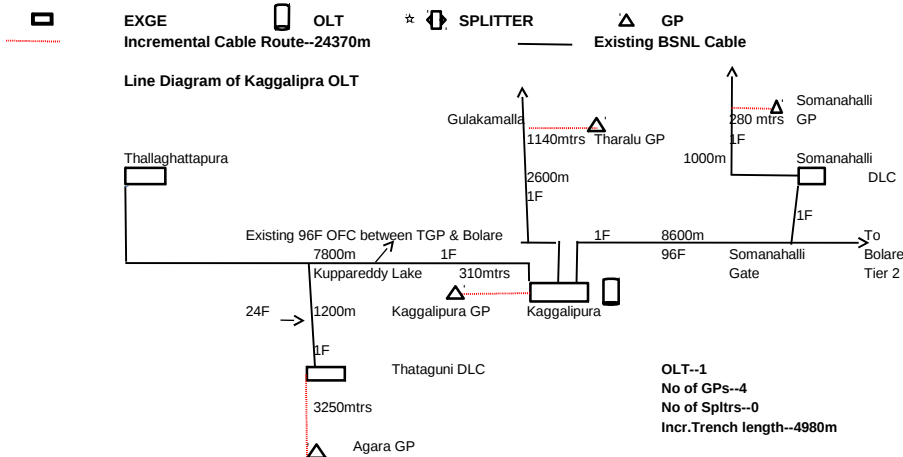 EXGE OLT SPLITTER GP
Incremental Cable Route--24370m Existing BSNL Cable
Line Diagram of Kaggalipra OLT
Somanahalli
GP
280 mtrs
1F
1000m
Somanahalli
DLC
1F
Gulakamalla
1140mtrs Tharalu GP
2600m
1F
Thallaghattapura
Existing 96F OFC between TGP & Bolare
7800m 1F
Kuppareddy Lake 310mtrs
1F 8600m
96F Somanahalli
Gate
To
Bolare
Tier 2
Kaggalipura GP Kaggalipura
24F 1200m
1F
Thataguni DLC
3250mtrs
Agara GP
OLT--1
No of GPs--4
No of Spltrs--0
Incr.Trench length--4980m